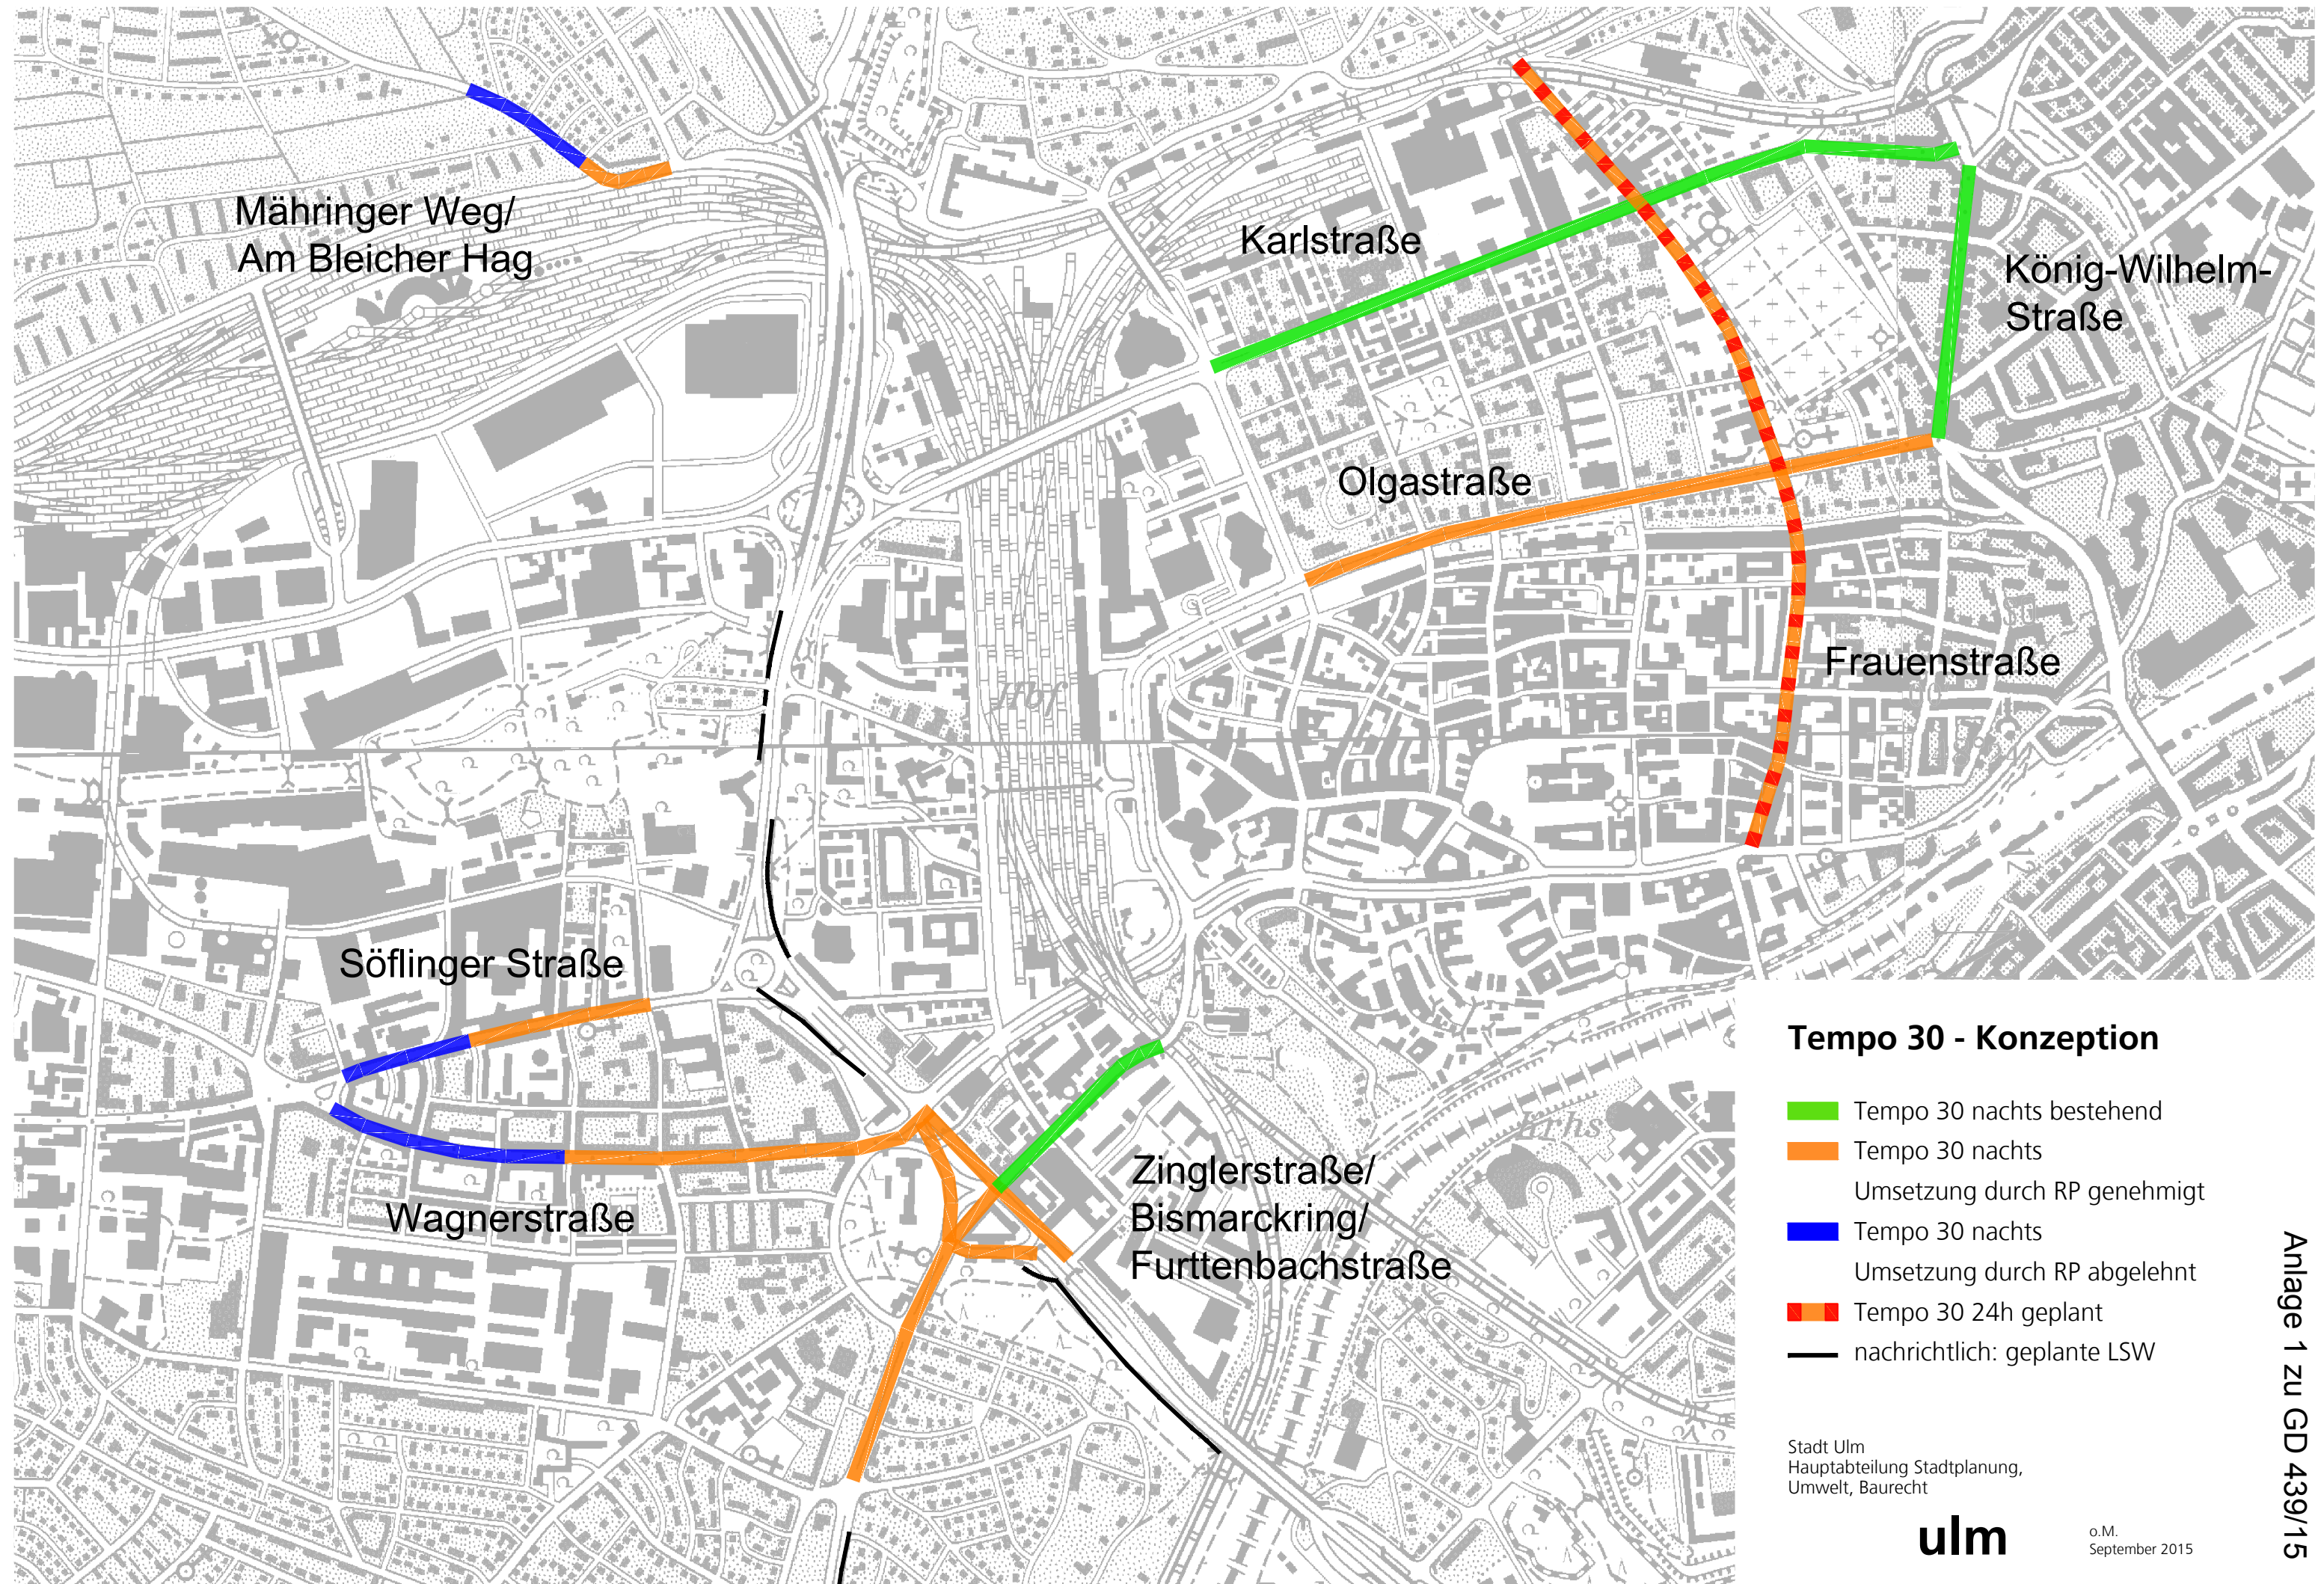 Mähringer Weg/
Am Bleicher Hag
Karlstraße
König-Wilhelm-
Straße
Olgastraße
Frauenstraße
Hbf
Söflinger Straße
Wagnerstraße
Zinglerstraße/
Bismarckring/
Furttenbachstraße
Krhs
Tempo 30 - Konzeption
Tempo 30 nachts bestehend
Tempo 30 nachts
Umsetzung durch RP genehmigt
Tempo 30 nachts
Umsetzung durch RP abgelehnt
Tempo 30 24h geplant
nachrichtlich: geplante LSW
Stadt Ulm
Hauptabteilung Stadtplanung,
Umwelt, Baurecht
ulm
o.M.
September 2015
Anlage 1 zu GD 439/15